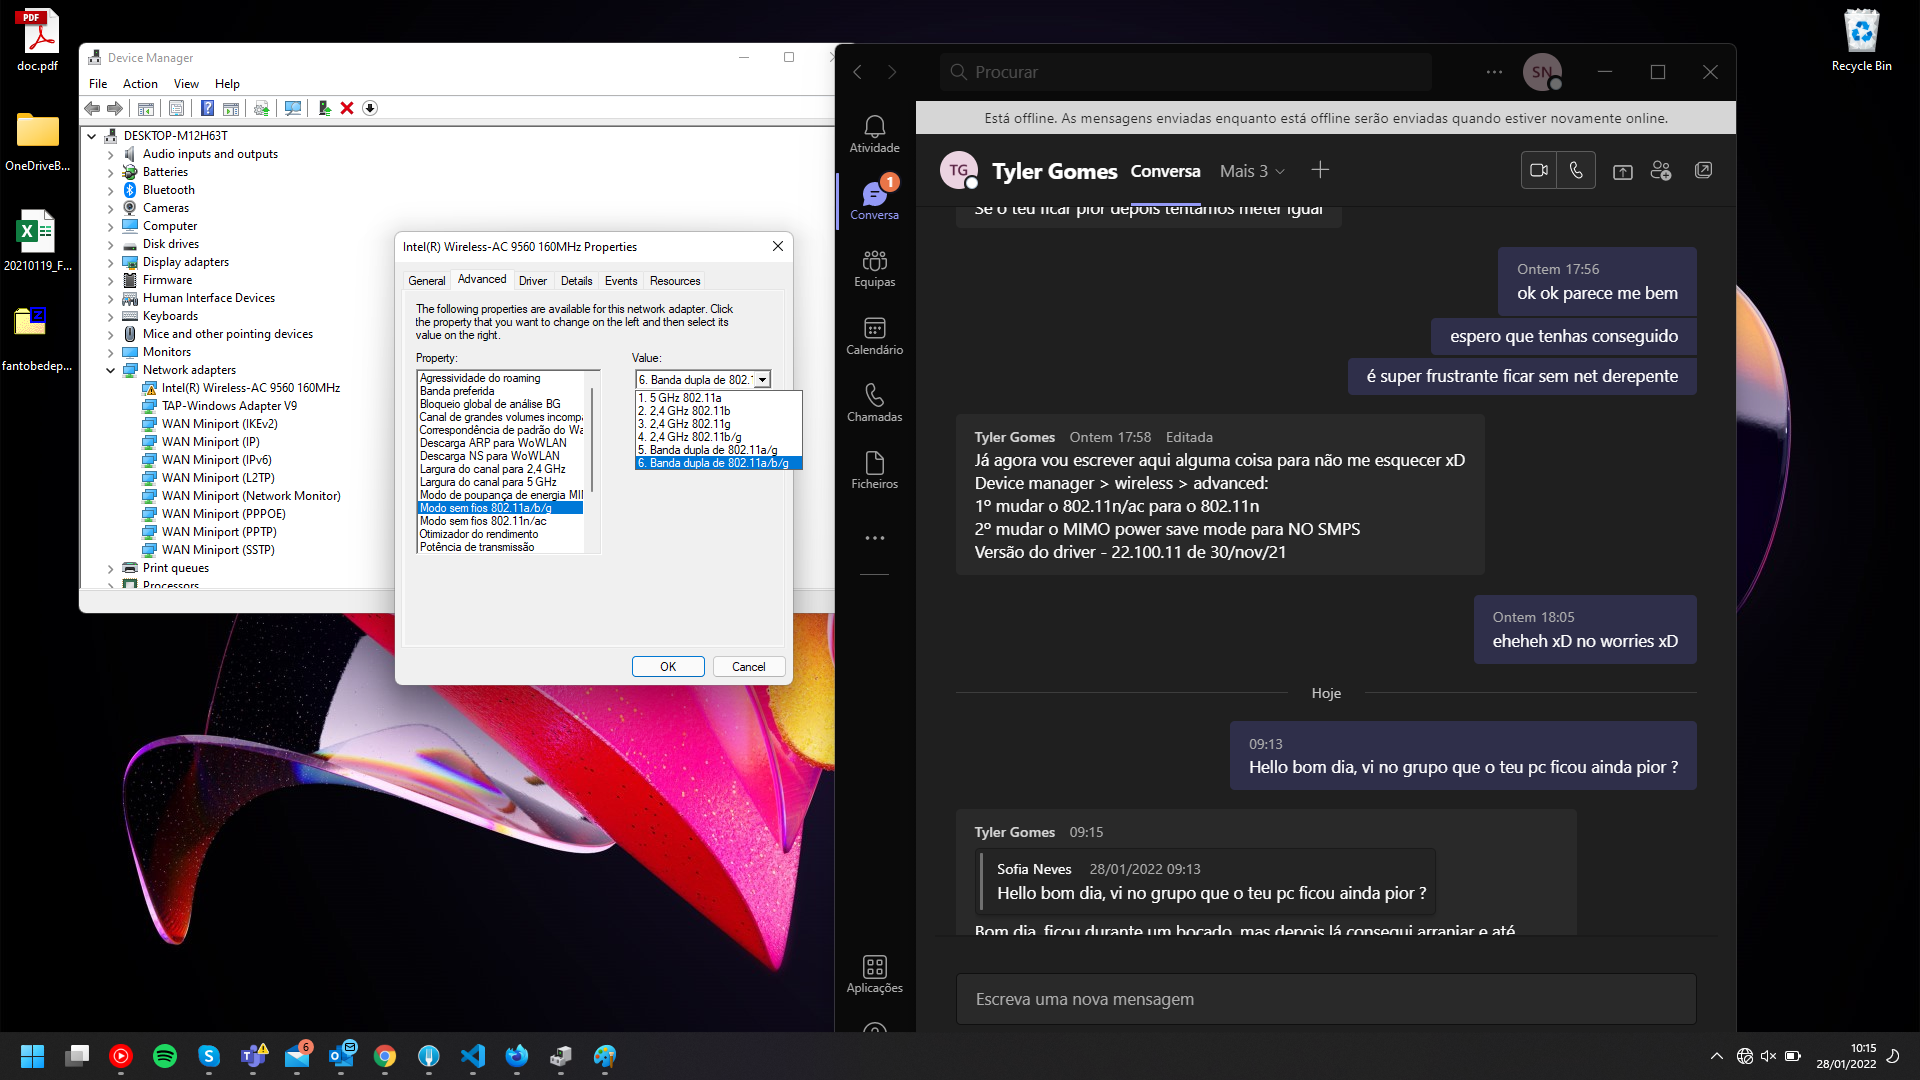 PDF
doc.pdf
OneDriveB...
20210119_F...
fantobedep...
Recycle Bin
Device Manager
File Action View Help
DESKTOP-M12H63T
Audio inputs and outputs
Batteries
Bluetooth
Cameras
Computer
Disk drives
Display adapters
Firmware
Human Interface Devices
Keyboards
Mice and other pointing devices
Monitors
Network adapters
Intel(R) Wireless-AC 9560 160MHz
TAP-Windows Adapter V9
WAN Miniport (IKEv2)
WAN Miniport (IP)
WAN Miniport (IPv6)
WAN Miniport (L2TP)
WAN Miniport (Network Monitor)
WAN Miniport (PPPOE)
WAN Miniport (PPTP)
WAN Miniport (SSTP)
Print queues
Processors
Intel(R) Wireless-AC 9560 160MHz Properties
General Advanced Driver Details Events Resources
The following properties are available for this network adapter. Click
the property that you want to change on the left and then select its
value on the right.
Property:
Agressividade do roaming
Banda preferida
Bloqueio global de análise BG
Canal de grandes volumes incompa
Correspondência de padrão do Wa
Descarga ARP para WoWLAN
Descarga NS para WoWLAN
Largura do canal para 2,4 GHz
Largura do canal para 5 GHz
Modo de poupança de energia MI
Modo sem fios 802.11a/b/g
Modo sem fios 802.11n/ac
Otimizador do rendimento
Potência de transmissão
Value:
6. Banda dupla de 802.1
1. 5 GHz 802.11a
2. 2,4 GHz 802.11b
3. 2,4 GHz 802.11g
4. 2,4 GHz 802.11b/g
5. Banda dupla de 802.11a/g
6. Banda dupla de 802.11a/b/g
OK Cancel
Procurar
SN
Atividade
1
Conversa
Equipas
Calendário
Chamadas
Ficheiros
Aplicações
Está offline. As mensagens enviadas enquanto está offline serão enviadas quando estiver novamente online.
TG Tyler Gomes Conversa Mais 3
Se o teu ficar pior depois tentamos meter igual
Ontem 17:56
ok ok parece me bem
espero que tenhas conseguido
é super frustrante ficar sem net derepente
Tyler Gomes Ontem 17:58 Editada
Já agora vou escrever aqui alguma coisa para não me esquecer xD
Device manager > wireless > advanced:
1º mudar o 802.11n/ac para o 802.11n
2º mudar o MIMO power save mode para NO SMPS
Versão do driver - 22.100.11 de 30/nov/21
Ontem 18:05
eheheh xD no worries xD
Hoje
09:13
Hello bom dia, vi no grupo que o teu pc ficou ainda pior ?
Tyler Gomes 09:15
Sofia Neves 28/01/2022 09:13
Hello bom dia, vi no grupo que o teu pc ficou ainda pior ?
Bom dia, ficou durante um bocado, mas depois lá consegui arranjar e até
Escreva uma nova mensagem
6
10:15
28/01/2022